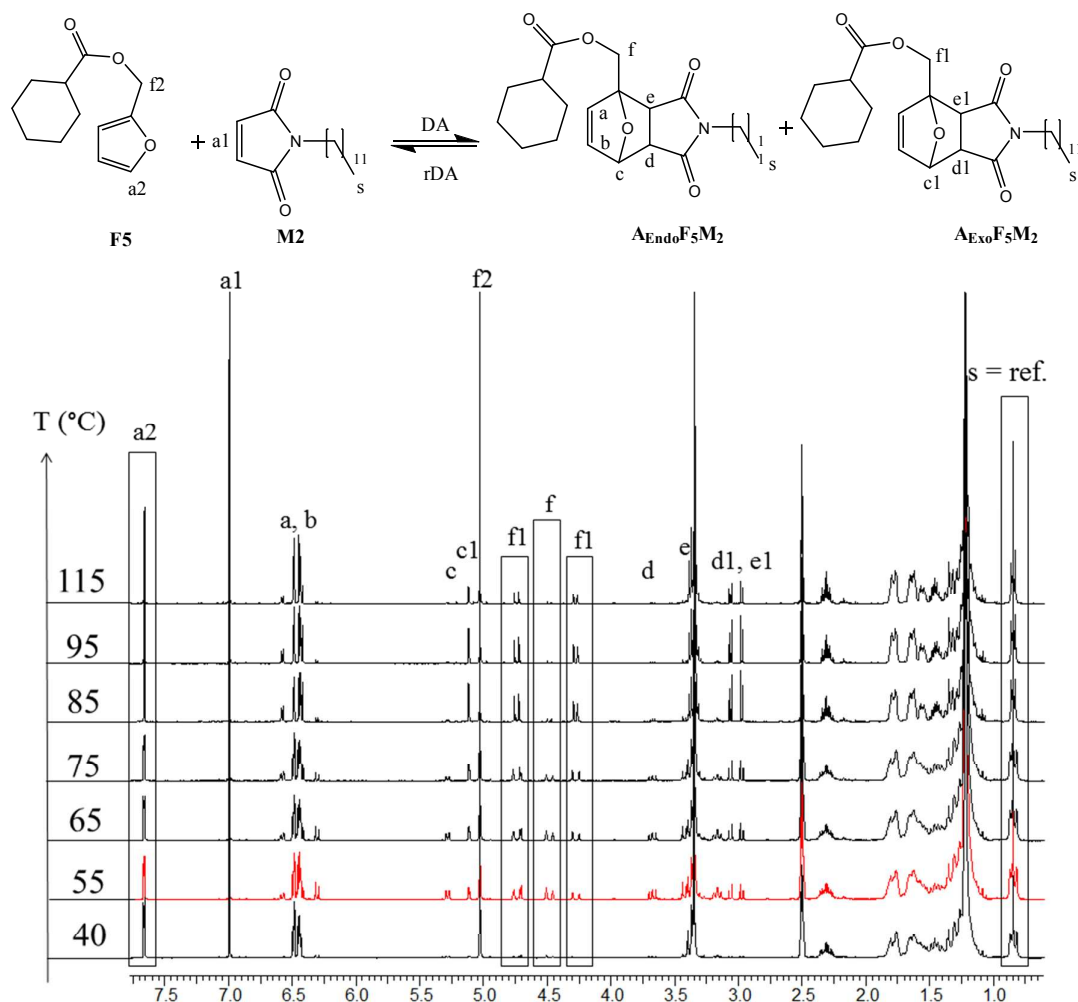 O
O
f2
O
a2
F5
+
a1
O
N
O
11
s
M2
DA
rDA
O
O
f
a
b
c
O
e
d
O
N
O
l
l
s
AEndoF5M2
+
O
O
f1
O
e1
d1
c1
O
N
O
11
s
AExoF5M2
T (°C)
a2
a1
a, b
c
c1
f2
f1
f
f1
d
e
d1, e1
s = ref.
115
95
85
75
65
55
40
7.5 7.0 6.5 6.0 5.5 5.0 4.5 4.0 3.5 3.0 2.5 2.0 1.5 1.0